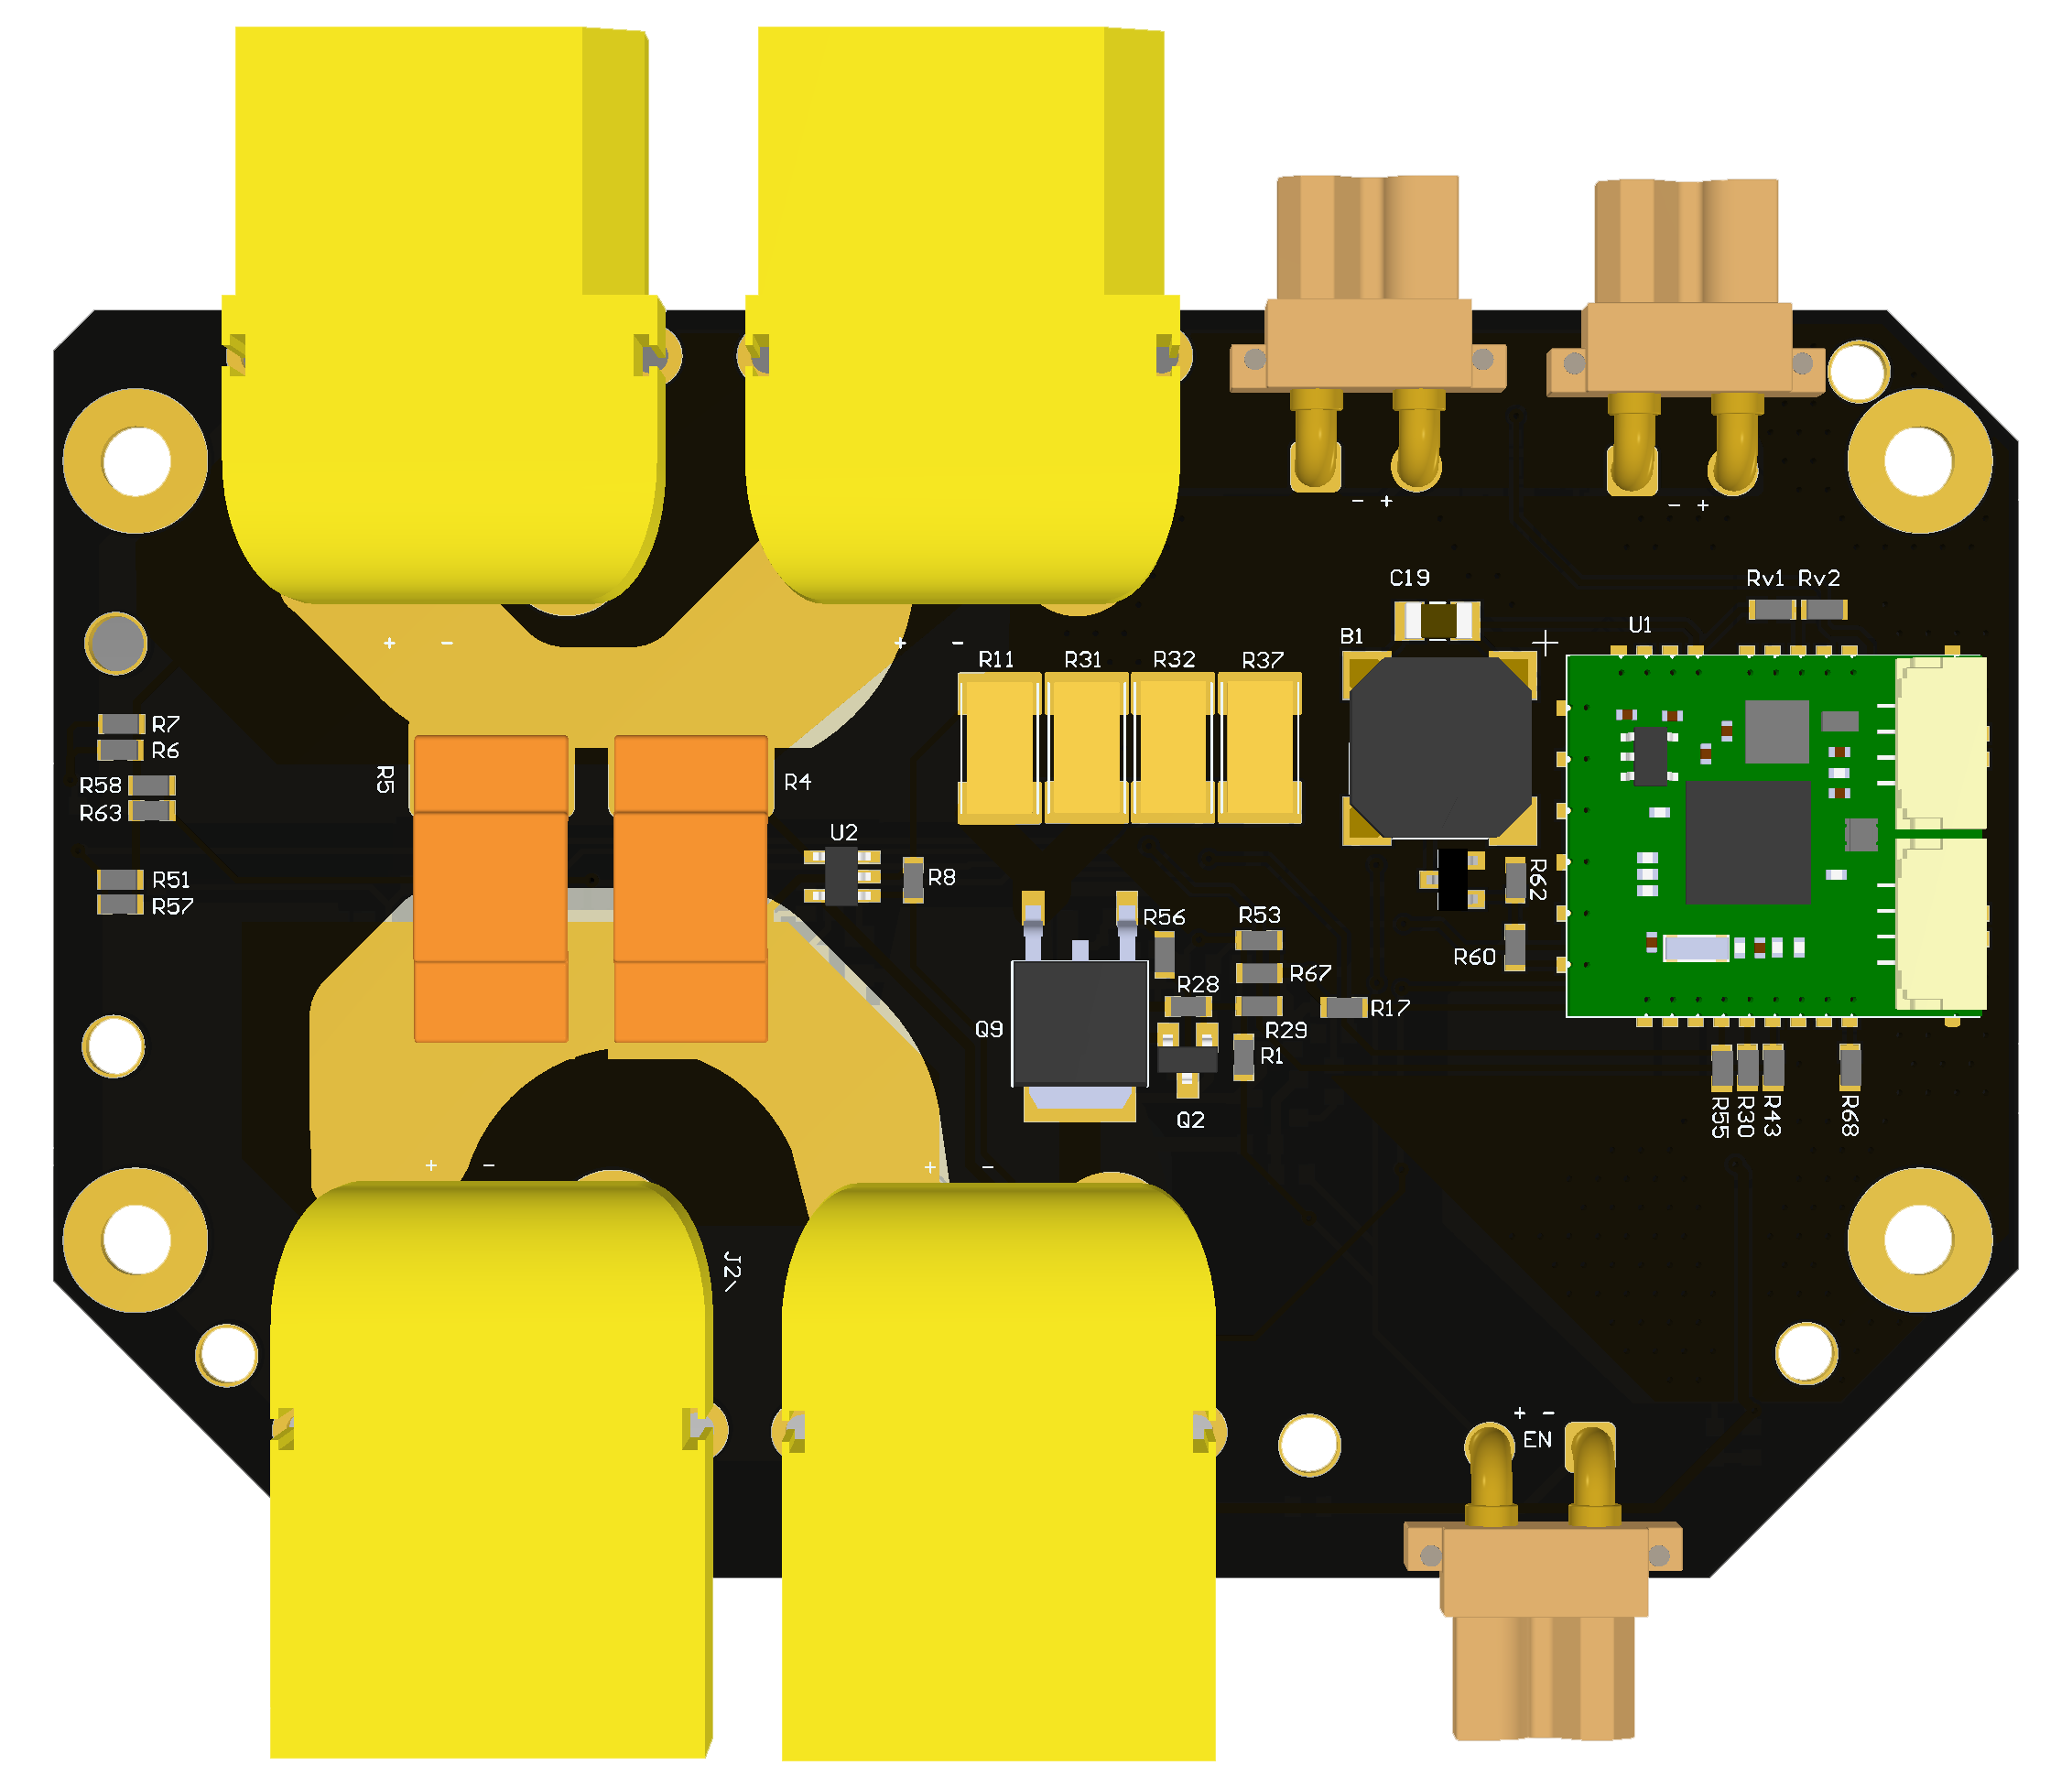 - +
- +
C19
Rv1 Rv2
B1
U1
+ -
+ -
R11
R31
R32
R37
R7
R6
R58
R63
R5
R4
U2
R8
R51
R57
R62
R56
R53
R60
R67
R28
R17
Q9
R29
R1
Q2
R55
R30
R43
R68
+ -
+ -
J2\
+ -
EN